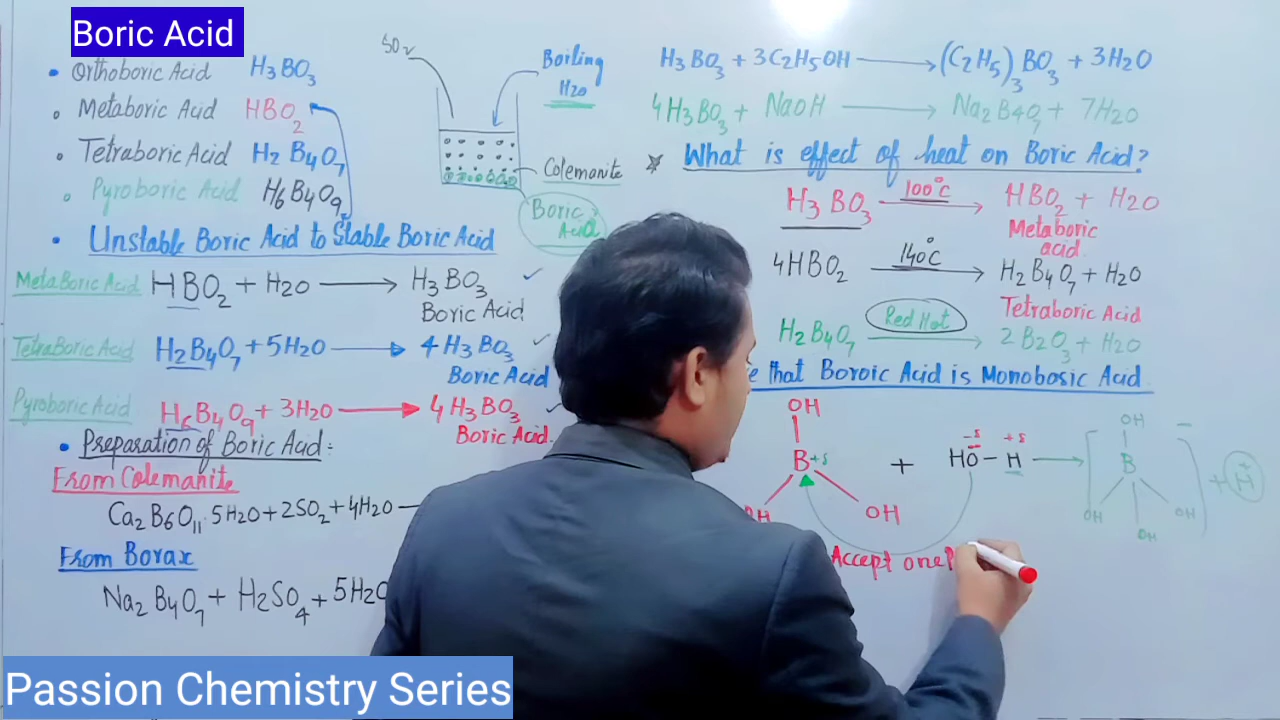 Boric Acid
• Orthoboric Acid H3BO3
• Metaboric Acid HBO2
• Tetraboric Acid H2B4O7
• Pyroboric Acid H6B4O9
• Unstable Boric Acid to Stable Boric Acid
MetaBoric Acid HBO2 + H2O ⟶ H3BO3
Boric Acid
TetraBoric Acid H2B4O7 + 5H2O ⟶ 4H3BO3
Boric Acid
Pyroboric Acid H6B4O9 + 3H2O ⟶ 4H3BO3
Boric Acid.
• Preparation of Boric Acid:
From Colemanite
Ca2B6O11.5H2O + 2SO2 + 4H2O
From Borax
Na2B4O7 + H2SO4 + 5H2O
SO2
Boiling
H2O
Colemanite
Boric
Acid
H3BO3 + 3C2H5OH ⟶ (C2H5)3BO3 + 3H2O
4H3BO3 + NaOH ⟶ Na2B4O7 + 7H2O
What is effect of heat on Boric Acid?
H3BO3 100°C ⟶ HBO2 + H2O
Metaboric
acid
4HBO2 140°C ⟶ H2B4O7 + H2O
Tetraboric Acid
H2B4O7 Red Hot ⟶ 2B2O3 + H2O
that Boroic Acid is Monobasic Acid.
OH
B+δ
OH
OH
+
-δ +δ
HO – H ⟶
[
OH
B
OH
OH
OH
]
-
+ H+
Accept one
Passion Chemistry Series